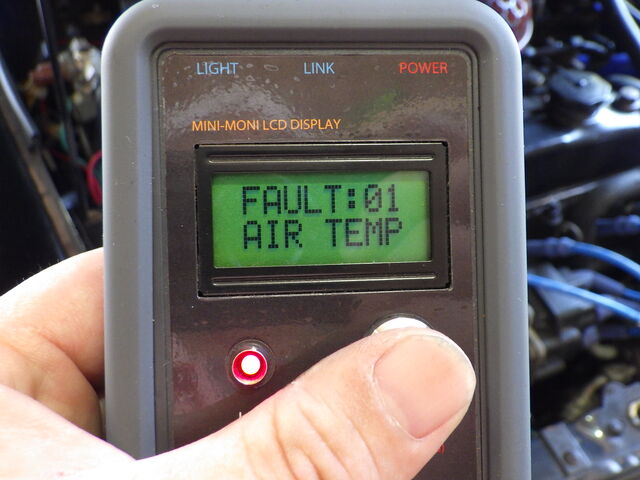 LIGHT LINK POWER
MINI-MONI LCD DISPLAY
FAULT:01
AIR TEMP